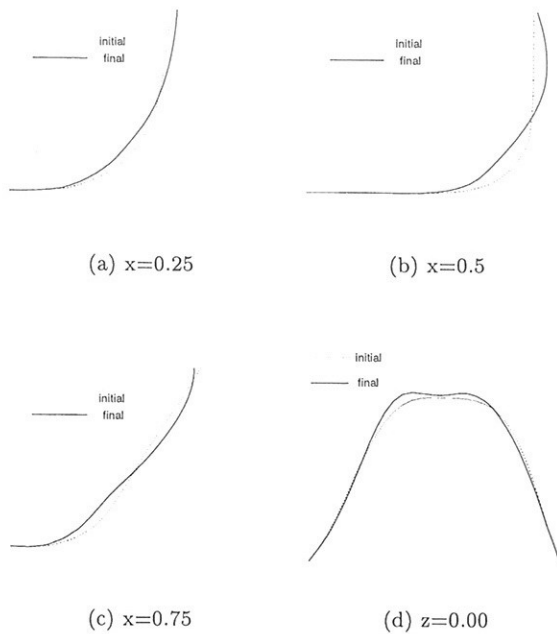 initial
final
initial
final
(a) x=0.25
(b) x=0.5
initial
final
initial
final
(c) x=0.75
(d) z=0.00